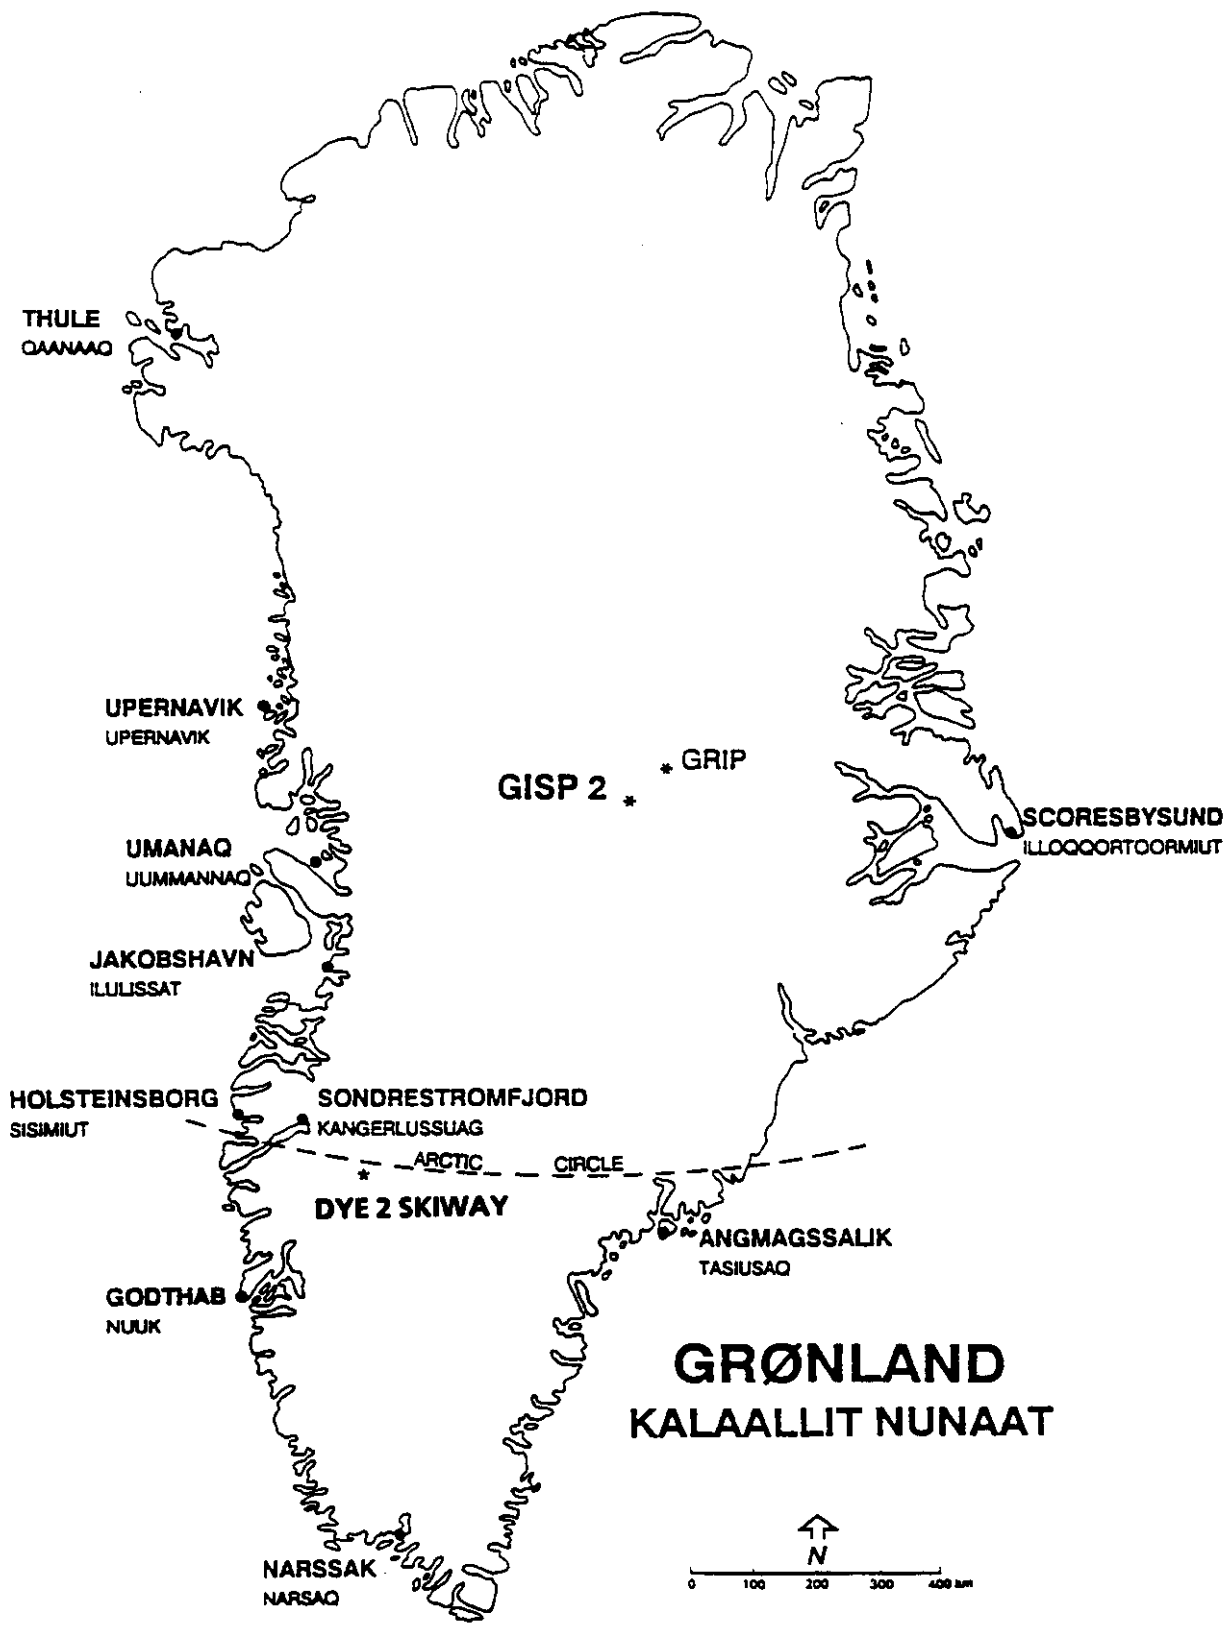 THULE
QAANAAQ
UPERNAVIK
UPERNAVIK
GRIP
GISP 2
SCORESBYSUND
ILLOQQORTOORMIUT
UMANAQ
UUMMANNAQ
JAKOBSHAVN
ILULISSAT
HOLSTEINSBORG
SISIMIUT
SONDRESTROMFJORD
KANGERLUSSUAG
ARCTIC CIRCLE
DYE 2 SKIWAY
ANGMAGSSALIK
TASIUSAQ
GODTHAB
NUUK
GRØNLAND
KALAALLIT NUNAAT
N
0 100 200 300 400 km
NARSSAK
NARSAQ